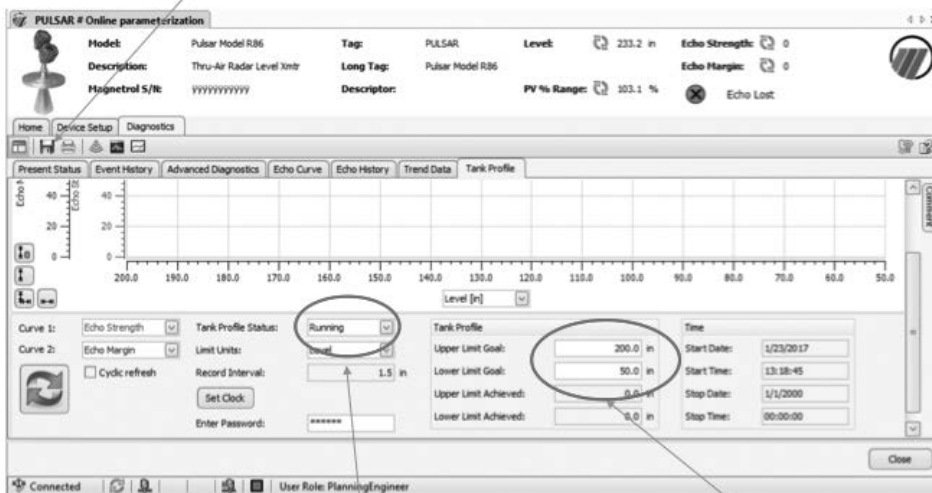 PULSAR # Online parameterization
Model: Pulsar Model R86 Tag: PULSAR Level: 233.2 in Echo Strength: 0
Description: Thru-Air Radar Level Xmtr Long Tag: Pulsar Model R86 Echo Margin: 0
Magnetrol S/N: ÿÿÿÿÿÿÿÿÿÿ Descriptor: PV % Range: 103.1 % Echo Lost
Home Device Setup Diagnostics
Present Status Event History Advanced Diagnostics Echo Curve Echo History Trend Data Tank Profile
Comment
40 40
20 20
0 0
200.0 190.0 180.0 170.0 160.0 150.0 140.0 130.0 120.0 110.0 100.0 90.0 80.0 70.0 60.0 50.0
Level [in]
Curve 1: Echo Strength Tank Profile Status: Running Tank Profile Time
Curve 2: Echo Margin Limit Units: Level Upper Limit Goal: 200.0 in Start Date: 1/23/2017
Cyclic refresh Record Interval: 1.5 in Lower Limit Goal: 50.0 in Start Time: 13:18:45
Set Clock Upper Limit Achieved: 0.0 in Stop Date: 1/1/2000
Enter Password: ****** Lower Limit Achieved: 0.0 in Stop Time: 00:00:00
Close
Connected User Role: PlanningEngineer